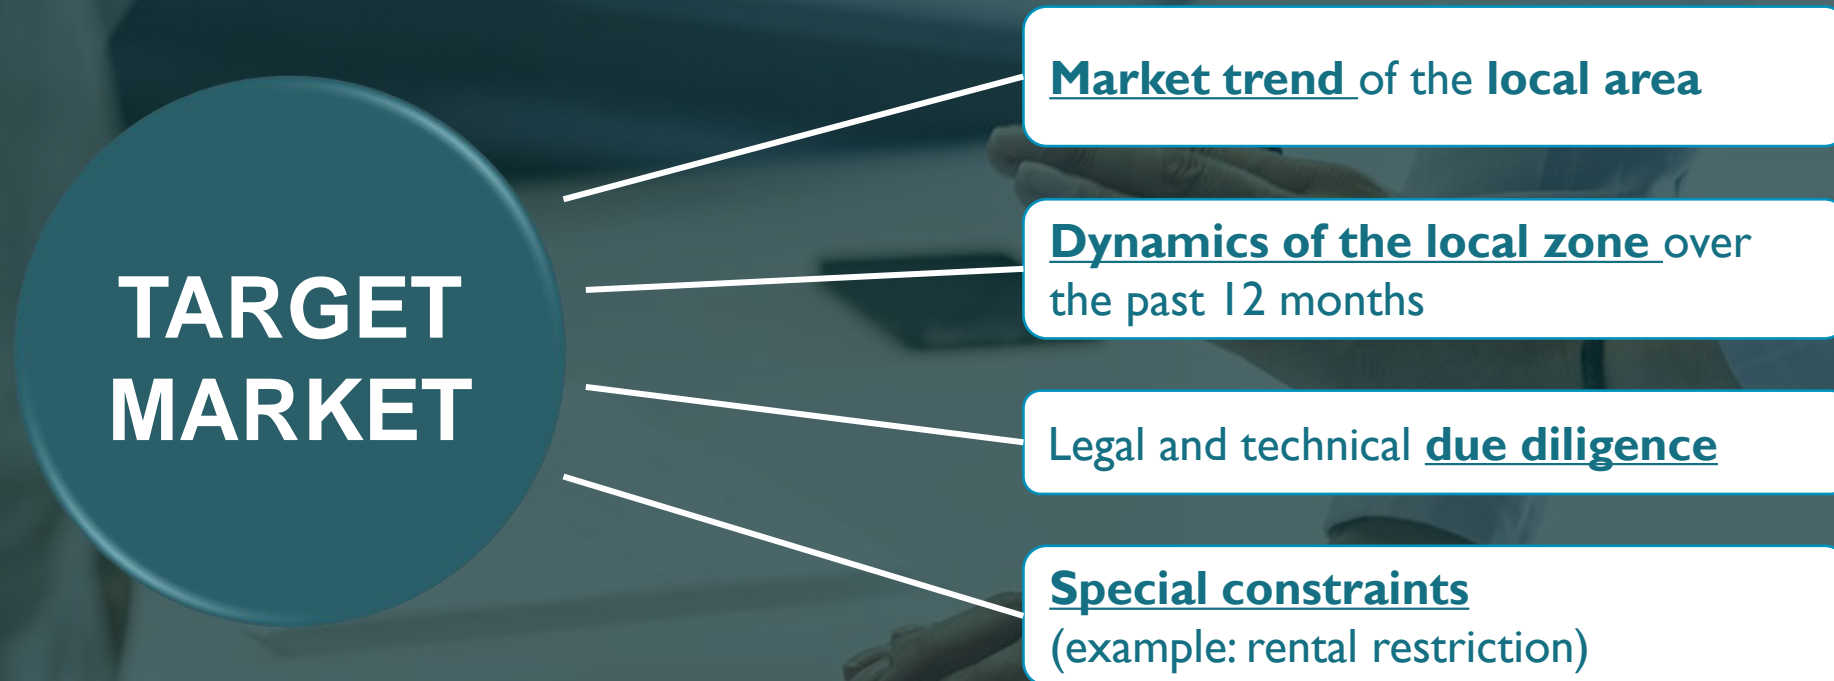 TARGET
MARKET
Market trend of the local area
Dynamics of the local zone over
the past 12 months
Legal and technical due diligence
Special constraints
(example: rental restriction)